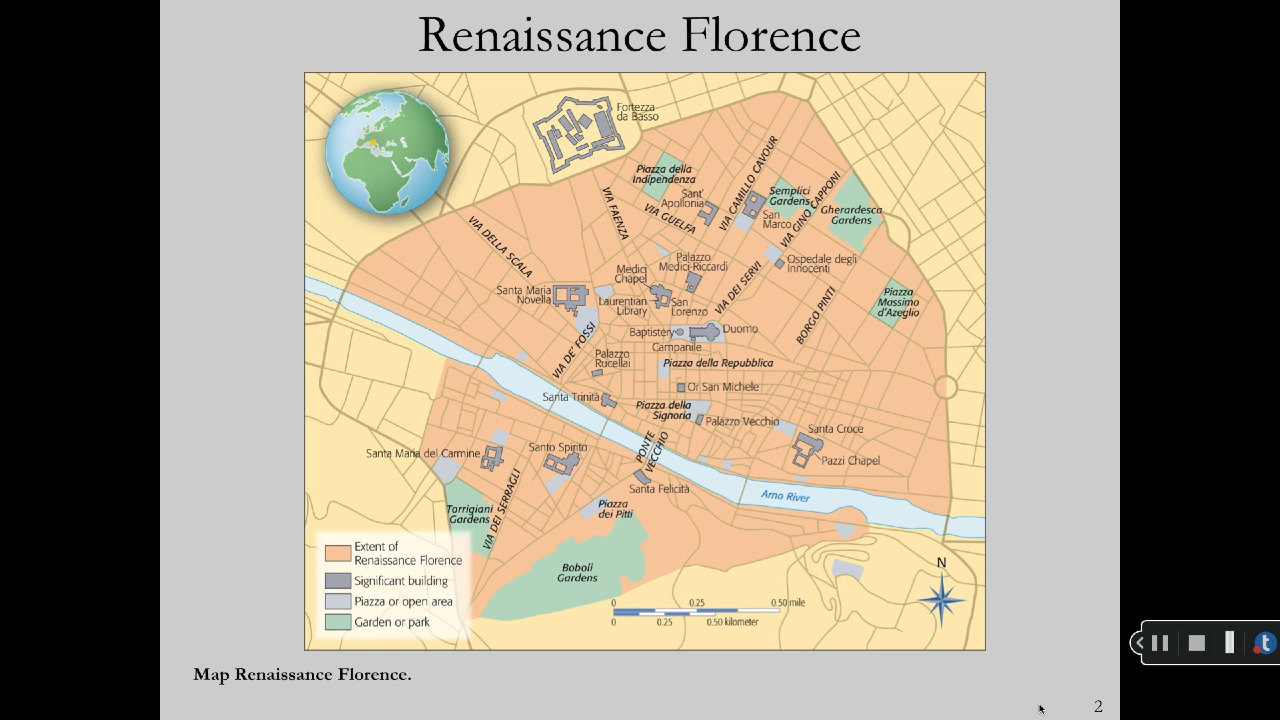 Renaissance Florence
Fortezza
da Basso
Piazza della
Indipendenza
Sant'
Apollonia
VIA CAMILLO CAVOUR
Semplici
Gardens
San
Marco
VIA GINO CAPPONI
Gherardesca
Gardens
VIA FAENZA
VIA GUELFA
VIA DELLA SCALA
Palazzo
Medici-Riccardi
Ospedale degli
Innocenti
Medici
Chapel
VIA DEI SERVI
Santa Maria
Novella
Laurentian
Library
San
Lorenzo
BORGO PINTI
Piazza
Massimo
d'Azeglio
Baptistery
Duomo
Campanile
VIA DE' FOSSI
Palazzo
Rucellai
Piazza della Repubblica
Or San Michele
Santa Trinità
Piazza della
Signoria
Palazzo Vecchio
Santa Croce
Pazzi Chapel
Santa Maria del Carmine
Santo Spirito
PONTE
VECCHIO
Santa Felicità
Arno River
Torrigiani
Gardens
VIA DEI SERRAGLI
Piazza
dei Pitti
Boboli
Gardens
Extent of
Renaissance Florence
Significant building
Piazza or open area
Garden or park
0 0.25 0.50 mile
0 0.25 0.50 kilometer
N
Map Renaissance Florence.
2
t